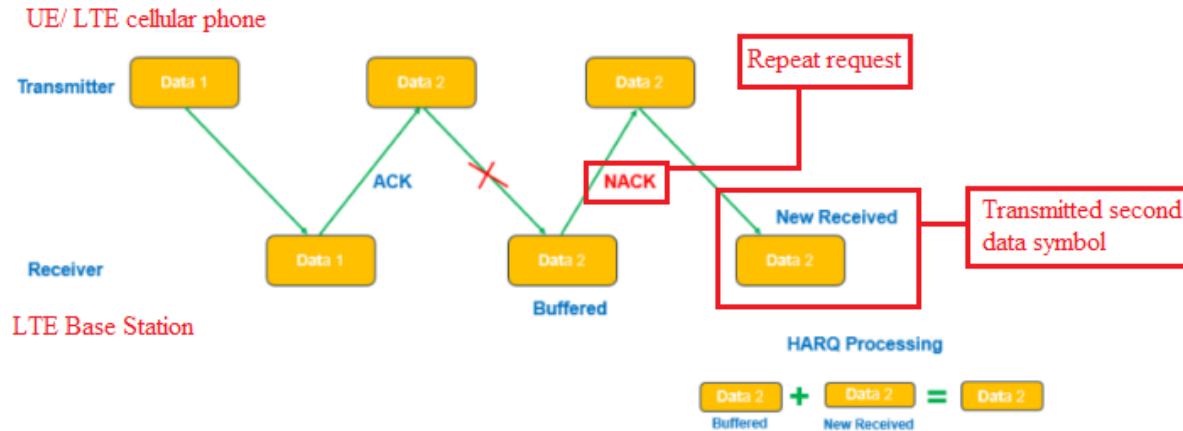 UE/ LTE cellular phone
Repeat request
Transmitter
Data 1
Data 2
Data 2
ACK
NACK
New Received
Transmitted second
data symbol
Receiver
Data 1
Data 2
Data 2
Buffered
LTE Base Station
HARQ Processing
Data 2 + Data 2 = Data 2
Buffered
New Received